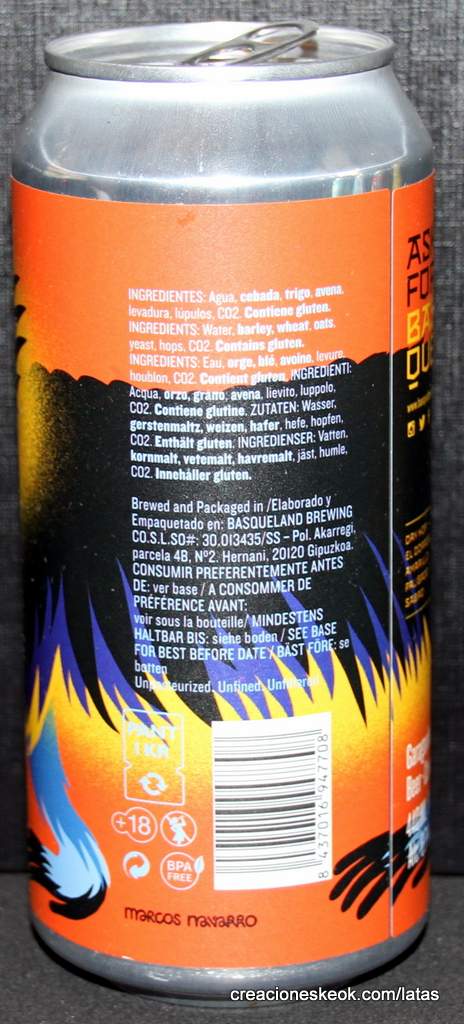 INGREDIENTES: Agua, cebada, trigo, avena,
levadura, lúpulos, CO2. Contiene gluten.
INGREDIENTS: Water, barley, wheat, oats,
yeast, hops, CO2. Contains gluten.
INGREDIENTS: Eau, orge, blé, avoine, levure,
houblon, CO2. Contient gluten. INGREDIENTI:
Acqua, orzo, grano, avena, lievito, luppolo,
CO2. Contiene glutine. ZUTATEN: Wasser,
gerstenmaltz, weizen, hafer, hefe, hopfen,
CO2. Enthält gluten. INGREDIENSER: Vatten,
kornmalt, vetemalt, havremalt, jäst, humle,
CO2. Innehåller gluten.
Brewed and Packaged in /Elaborado y
Empaquetado en: BASQUELAND BREWING
CO.S.L.SO#: 30.013435/SS – Pol. Akarregi,
parcela 4B, Nº2. Hernani, 20120 Gipuzkoa.
CONSUMIR PREFERENTEMENTE ANTES
DE: ver base / A CONSOMMER DE
PRÉFÉRENCE AVANT:
voir sous la bouteille/ MINDESTENS
HALTBAR BIS: siehe boden / SEE BASE
FOR BEST BEFORE DATE / BÄST FÖRE: se
botten
Unpasteurized. Unfined. Unfiltered
PANT
1 KR
+18
BPA
FREE
8 437016 947708
marcos navarro
creacioneskeok.com/latas